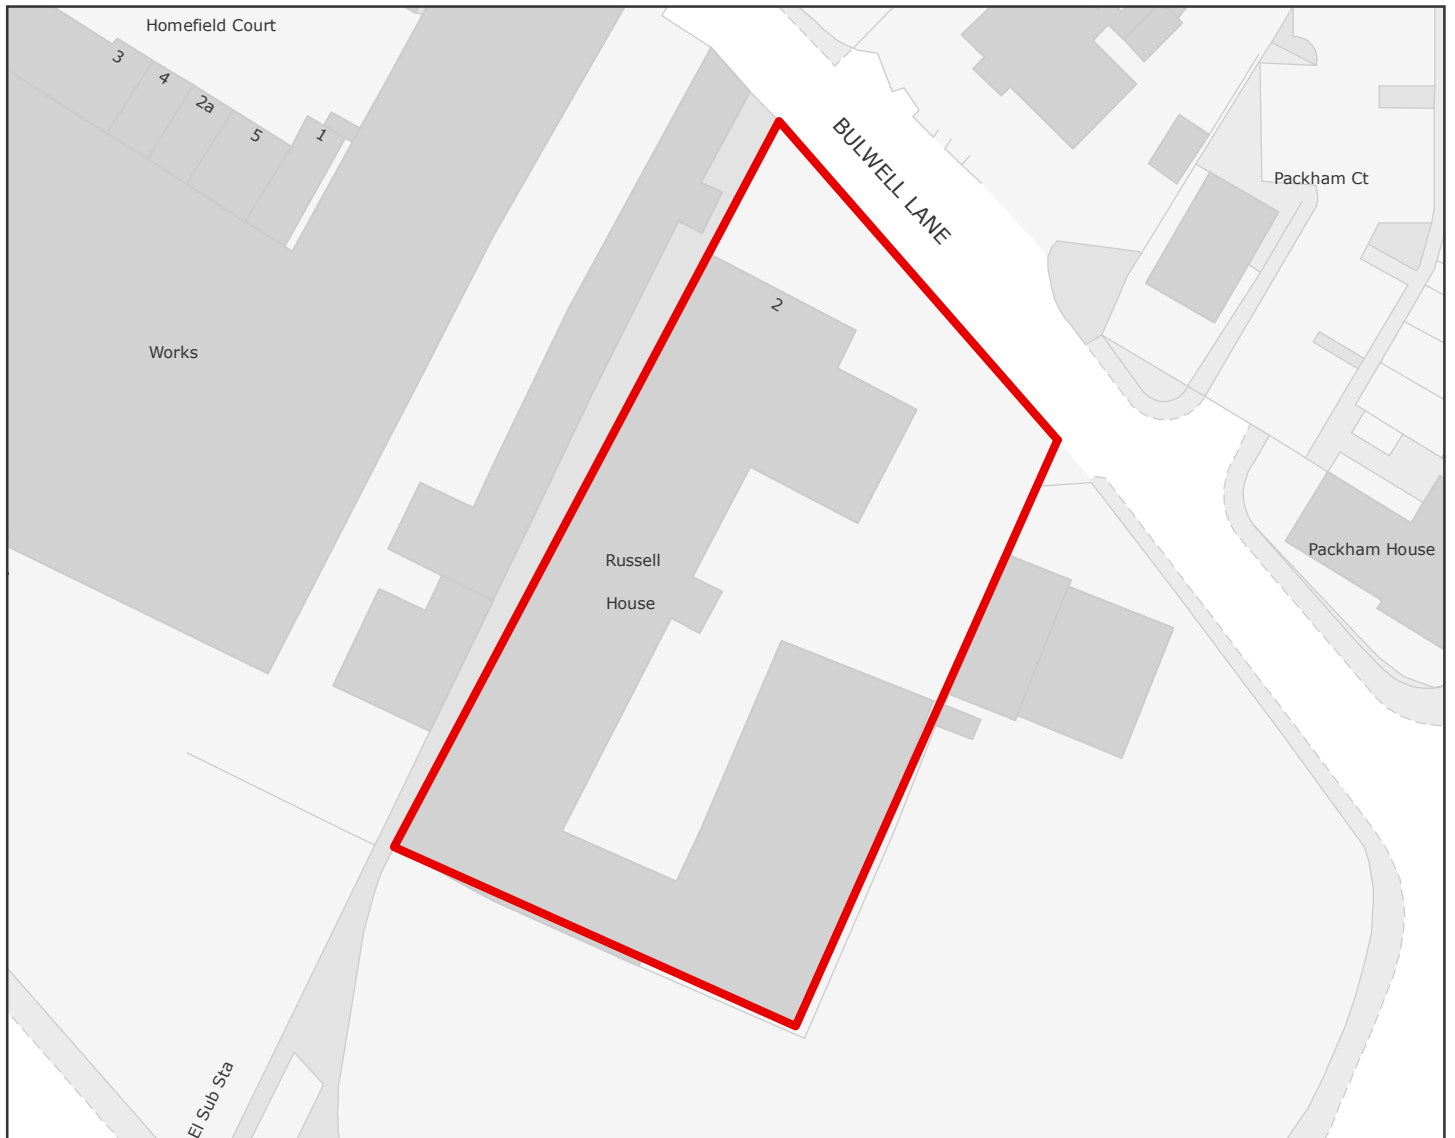 Homefield Court
3
4
2a
5
1
BULWELL LANE
Packham Ct
2
Works
Russell
House
Packham House
El Sub Sta